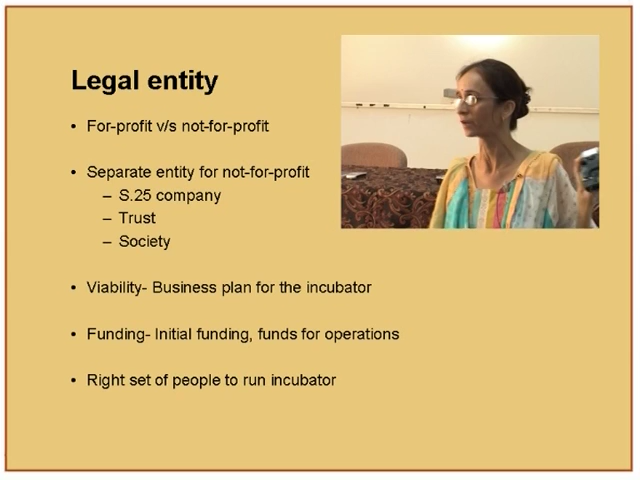 Legal entity
• For-profit v/s not-for-profit
• Separate entity for not-for-profit
– S.25 company
– Trust
– Society
• Viability- Business plan for the incubator
• Funding- Initial funding, funds for operations
• Right set of people to run incubator